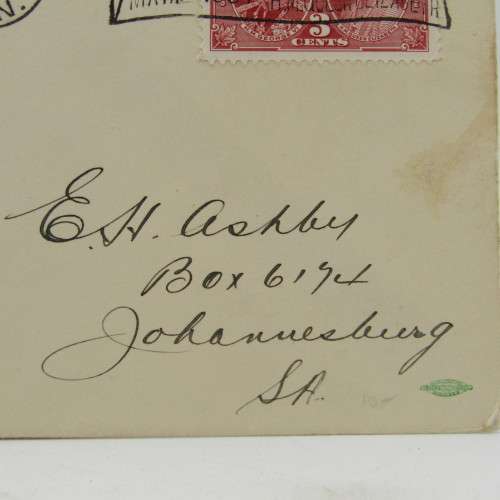 3
CENTS
E.H. Ashby
Box 6174
Johannesburg
S.A.